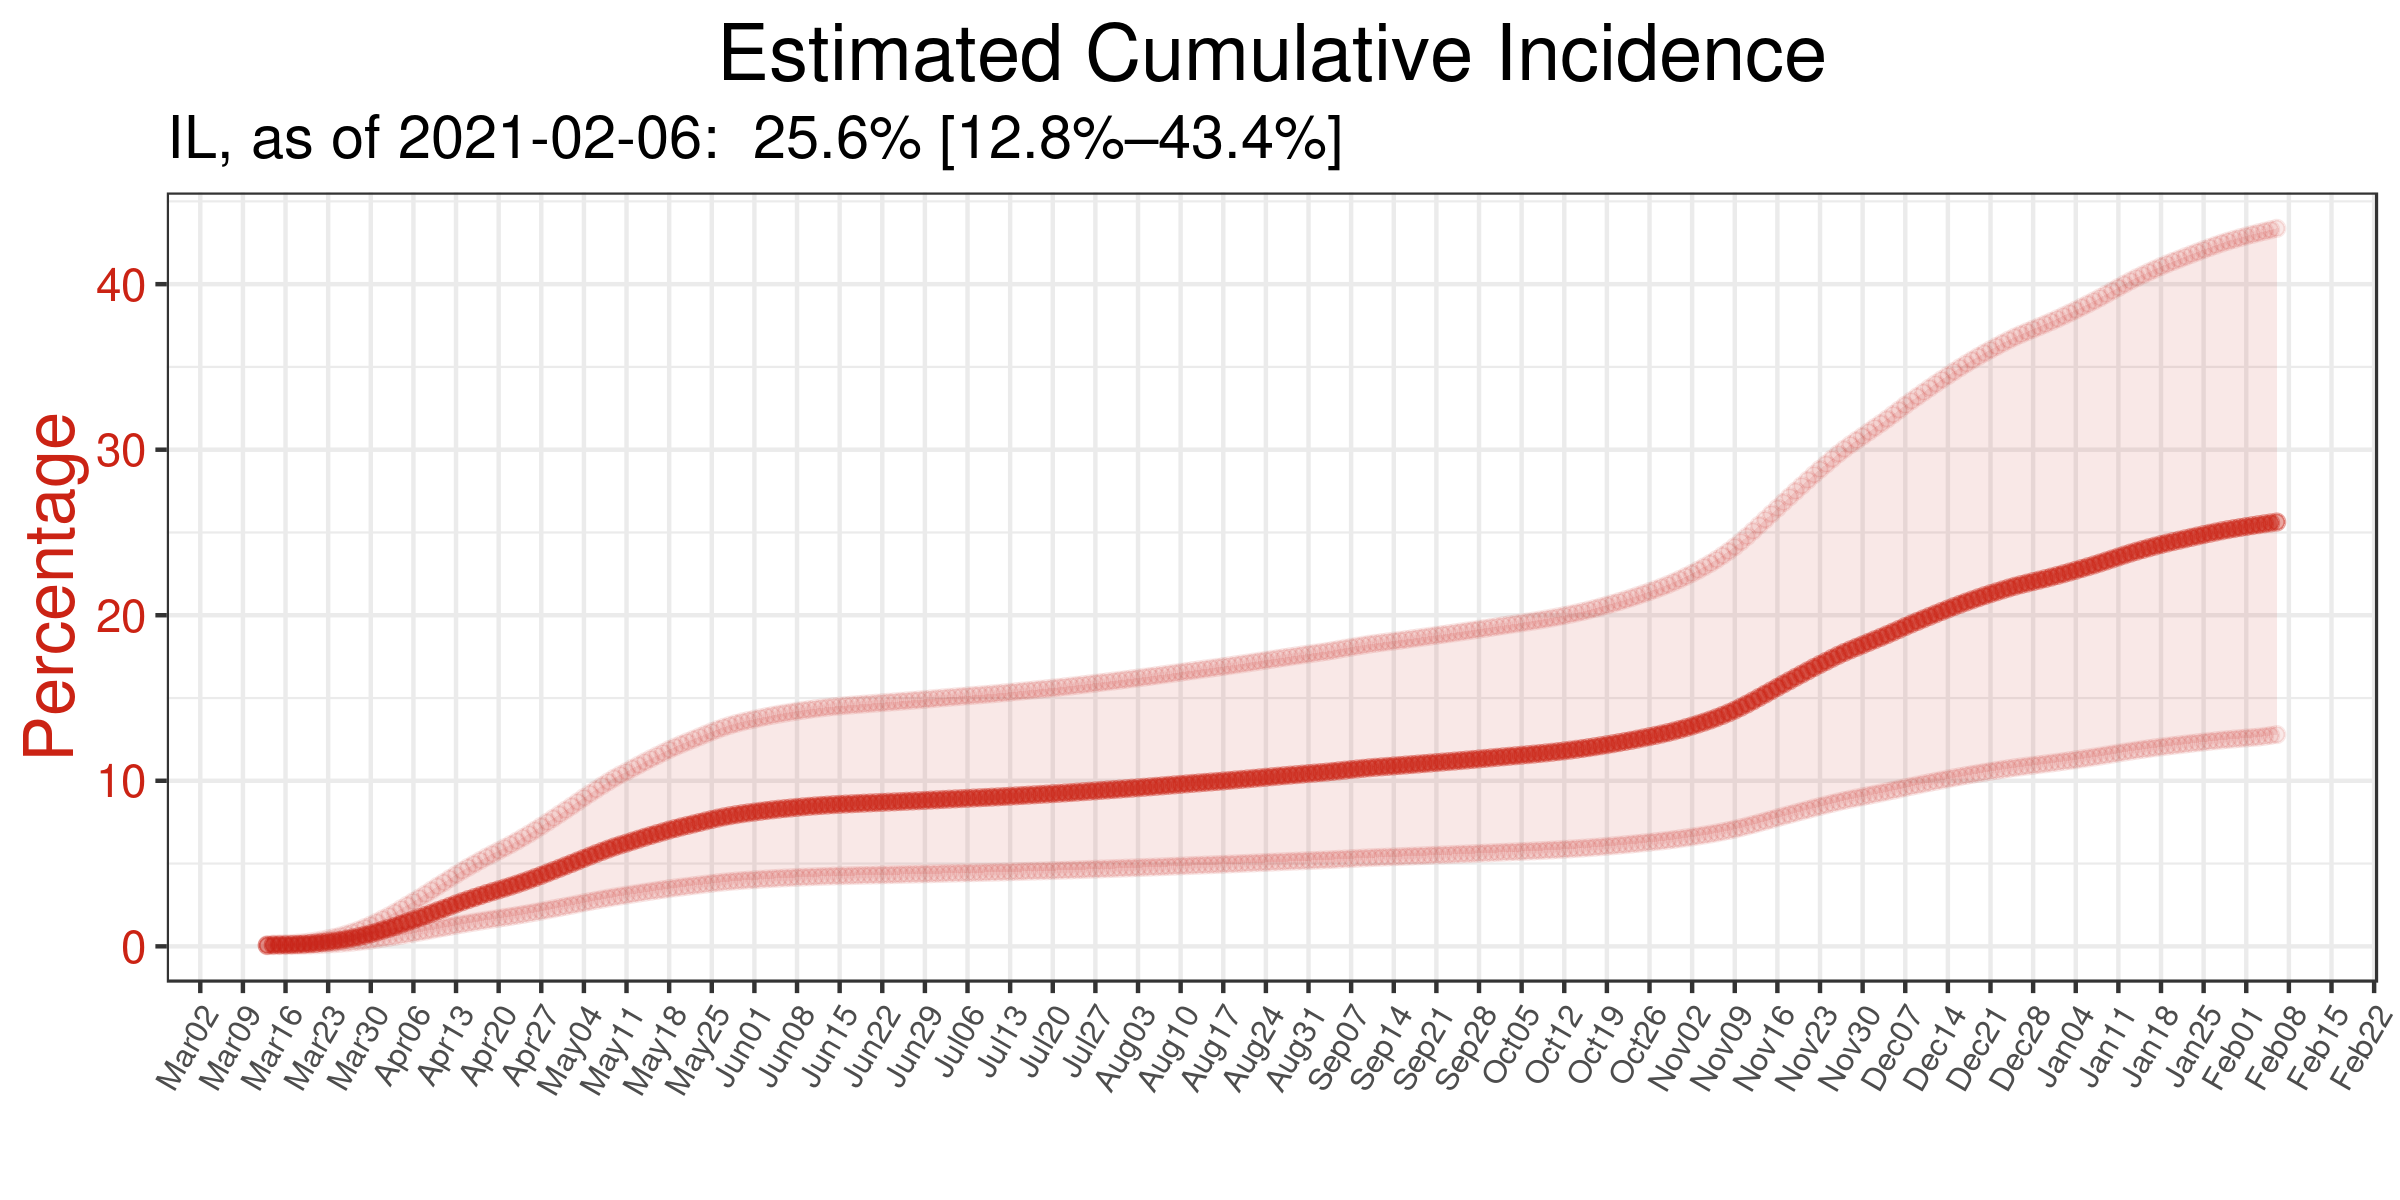 Estimated Cumulative Incidence
IL, as of 2021-02-06:  25.6% [12.8%–43.4%]
Percentage
40
30
20
10
0
Mar02
Mar09
Mar16
Mar23
Mar30
Apr06
Apr13
Apr20
Apr27
May04
May11
May18
May25
Jun01
Jun08
Jun15
Jun22
Jun29
Jul06
Jul13
Jul20
Jul27
Aug03
Aug10
Aug17
Aug24
Aug31
Sep07
Sep14
Sep21
Sep28
Oct05
Oct12
Oct19
Oct26
Nov02
Nov09
Nov16
Nov23
Nov30
Dec07
Dec14
Dec21
Dec28
Jan04
Jan11
Jan18
Jan25
Feb01
Feb08
Feb15
Feb22